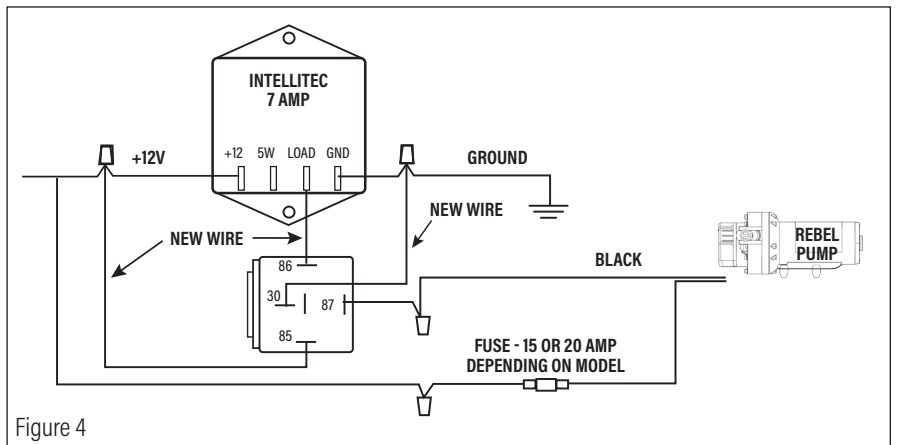 INTELLITEC
7 AMP
+12V
+12 5W LOAD GND
GROUND
NEW WIRE
NEW WIRE
86
30
87
85
BLACK
REBEL
PUMP
FUSE - 15 OR 20 AMP
DEPENDING ON MODEL
Figure 4